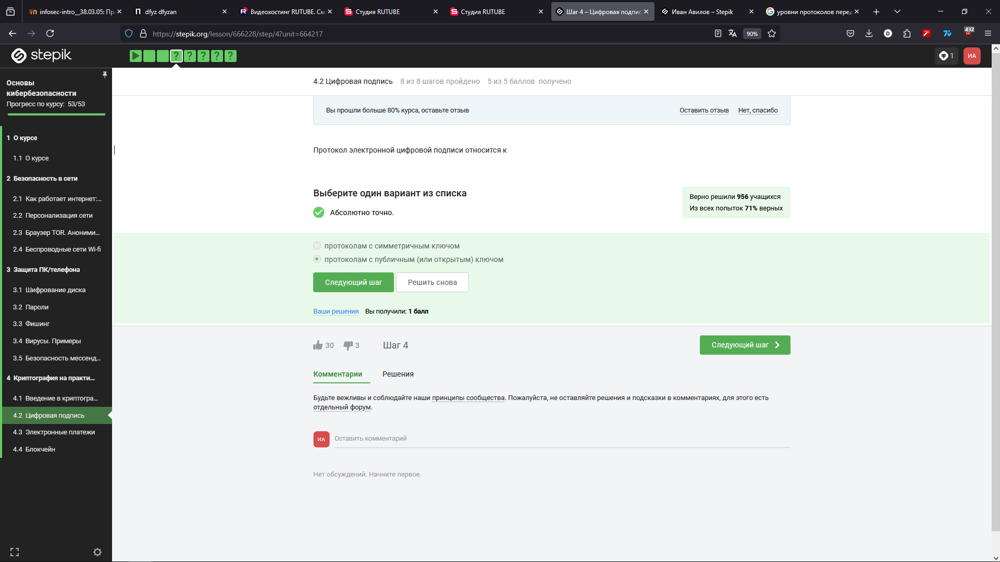 infosec-intro__38.03.05: Пр
dfyz dfyzan
Видеохостинг RUTUBE. См
Студия RUTUBE
Студия RUTUBE
Шаг 4 – Цифровая подпис
Иван Авилов – Stepik
уровни протоколов перед
https://stepik.org/lesson/666228/step/4?unit=664217
90%
432
stepik
? ? ? ? ?
1
ИА
Основы
кибербезопасности
Прогресс по курсу: 53/53
1 О курсе
1.1 О курсе
2 Безопасность в сети
2.1 Как работает интернет:...
2.2 Персонализация сети
2.3 Браузер TOR. Аноними...
2.4 Беспроводные сети Wi-fi
3 Защита ПК/телефона
3.1 Шифрование диска
3.2 Пароли
3.3 Фишинг
3.4 Вирусы. Примеры
3.5 Безопасность мессенд...
4 Криптография на практи...
4.1 Введение в криптогра...
4.2 Цифровая подпись
4.3 Электронные платежи
4.4 Блокчейн
4.2 Цифровая подпись 8 из 8 шагов пройдено 5 из 5 баллов получено
Вы прошли больше 80% курса, оставьте отзыв
Оставить отзыв Нет, спасибо
Протокол электронной цифровой подписи относится к
Выберите один вариант из списка
Абсолютно точно.
Верно решили 956 учащихся
Из всех попыток 71% верных
протоколам с симметричным ключом
протоколам с публичным (или открытым) ключом
Следующий шаг
Решить снова
Ваши решения Вы получили: 1 балл
30 3 Шаг 4
Следующий шаг
Комментарии Решения
Будьте вежливы и соблюдайте наши принципы сообщества. Пожалуйста, не оставляйте решения и подсказки в комментариях, для этого есть
отдельный форум.
ИА
Оставить комментарий
Нет обсуждений. Начните первое.